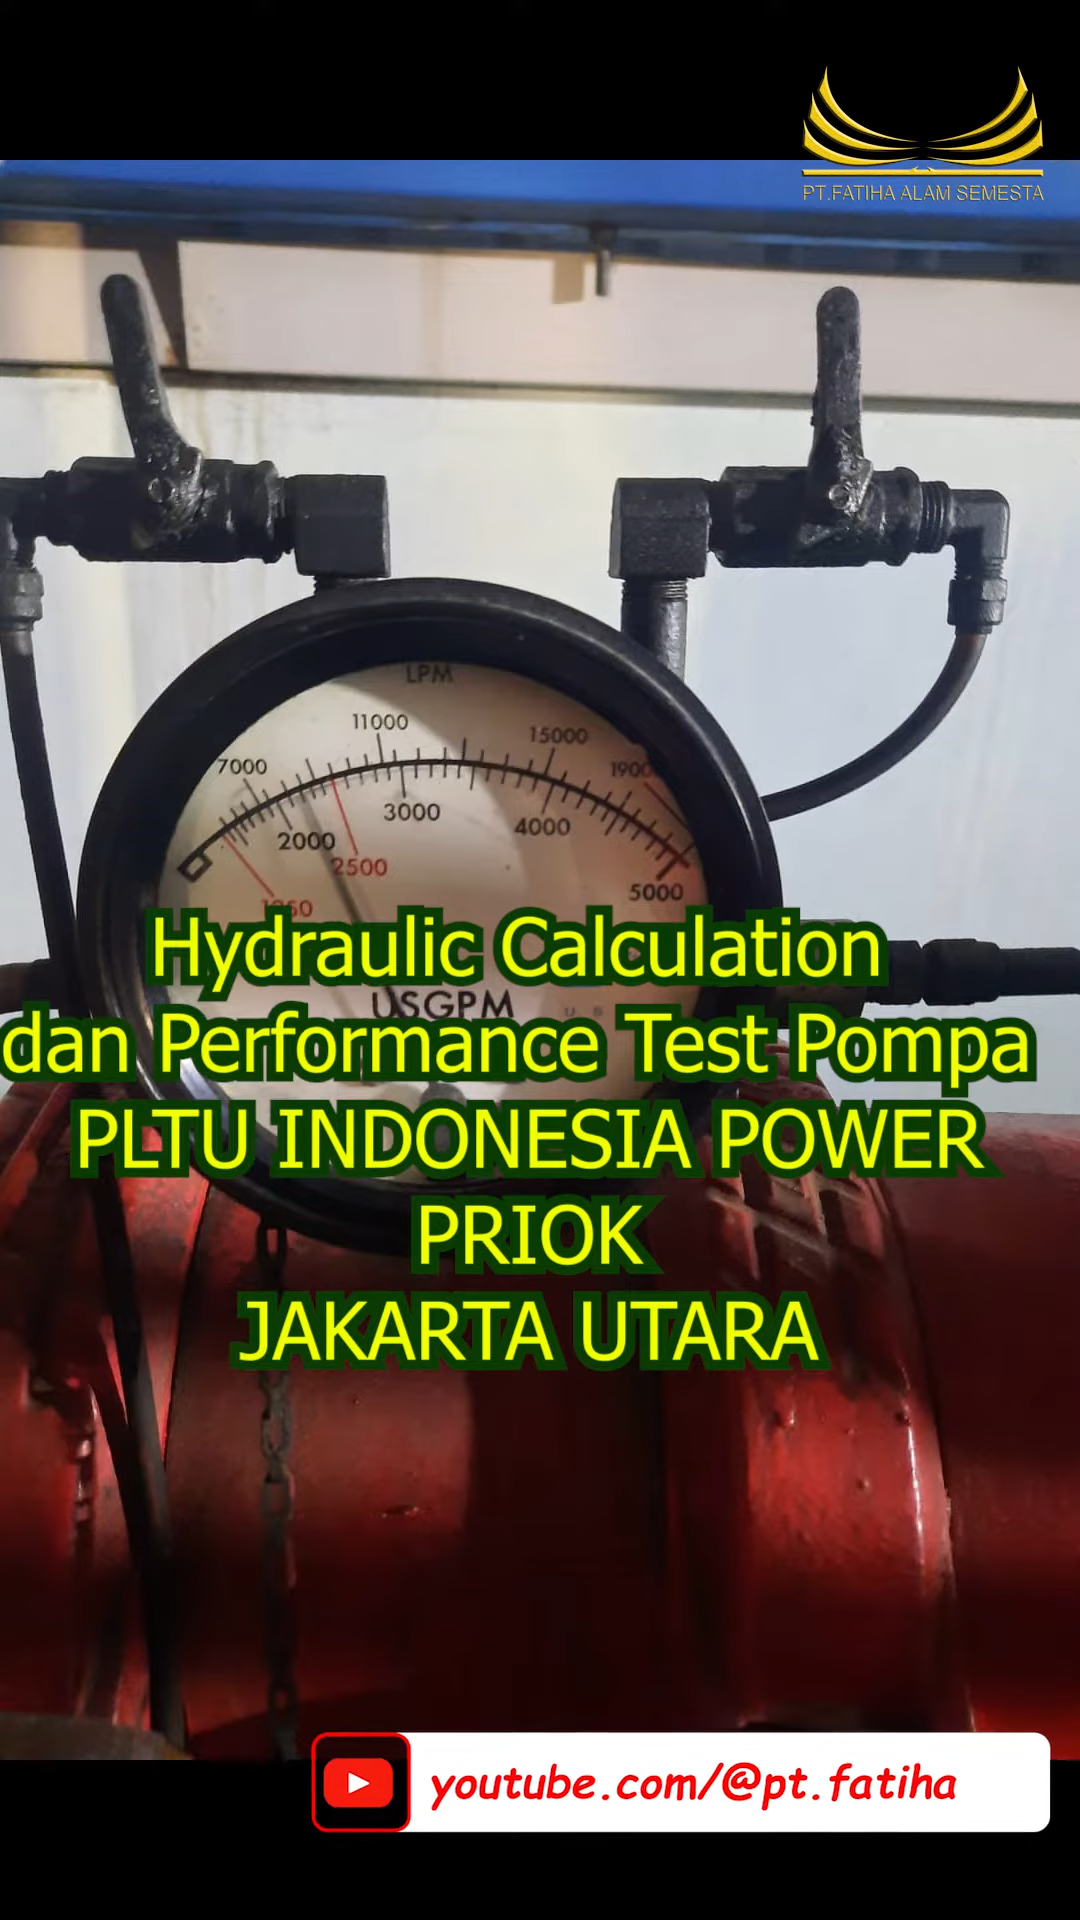 PT.FATIHA ALAM SEMESTA
LPM
7000 11000 15000
2000 3000 4000 5000
2500
USGPM
Hydraulic Calculation
dan Performance Test Pompa
PLTU INDONESIA POWER
PRIOK
JAKARTA UTARA
youtube.com/@pt.fatiha